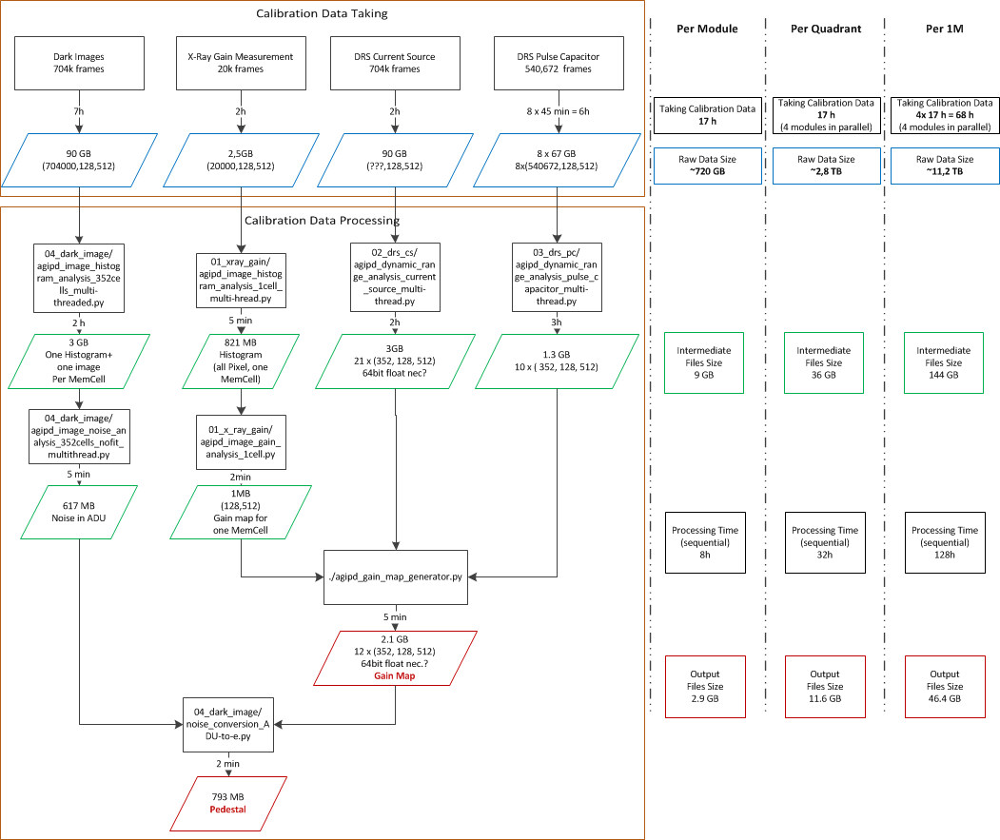 Calibration Data Taking
Dark Images
704k frames
X-Ray Gain Measurement
20k frames
DRS Current Source
704k frames
DRS Pulse Capacitor
540,672 frames
7h
2h
2h
8 x 45 min = 6h
90 GB
(704000,128,512)
2,5GB
(20000,128,512)
90 GB
(???,128,512)
8 x 67 GB
8x(540672,128,512)
Per Module
Per Quadrant
Per 1M
Taking Calibration Data
17 h
Taking Calibration Data
17 h
(4 modules in parallel)
Taking Calibration Data
4x 17 h = 68 h
(4 modules in parallel)
Raw Data Size
~720 GB
Raw Data Size
~2,8 TB
Raw Data Size
~11,2 TB
Calibration Data Processing
04_dark_image/
agipd_image_histog
ram_analysis_352ce
lls_multi-
threaded.py
01_xray_gain/
agipd_image_histog
ram_analysis_1cell_
multi-hread.py
02_drs_cs/
agipd_dynamic_ran
ge_analysis_current
_source_multi-
thread.py
03_drs_pc/
agipd_dynamic_ran
ge_analysis_pulse_c
apacitor_multi-
thread.py
2 h
5 min
2h
3h
3 GB
One Histogram+
one image
Per MemCell
821 MB
Histogram
(all Pixel, one
MemCell)
3GB
21 x (352, 128, 512)
64bit float nec?
1.3 GB
10 x ( 352, 128, 512)
Intermediate
Files Size
9 GB
Intermediate
Files Size
36 GB
Intermediate
Files Size
144 GB
04_dark_image/
agipd_image_noise_an
alysis_352cells_nofit_
multithread.py
01_x_ray_gain/
agipd_image_gain_
analysis_1cell.py
5 min
2min
617 MB
Noise in ADU
1MB
(128,512)
Gain map for
one MemCell
Processing Time
(sequential)
8h
Processing Time
(sequential)
32h
Processing Time
(sequential)
128h
./agipd_gain_map_generator.py
5 min
2.1 GB
12 x (352, 128, 512)
64bit float nec.?
Gain Map
Output
Files Size
2.9 GB
Output
Files Size
11.6 GB
Output
Files Size
46.4 GB
04_dark_image/
noise_conversion_A
DU-to-e.py
2 min
793 MB
Pedestal